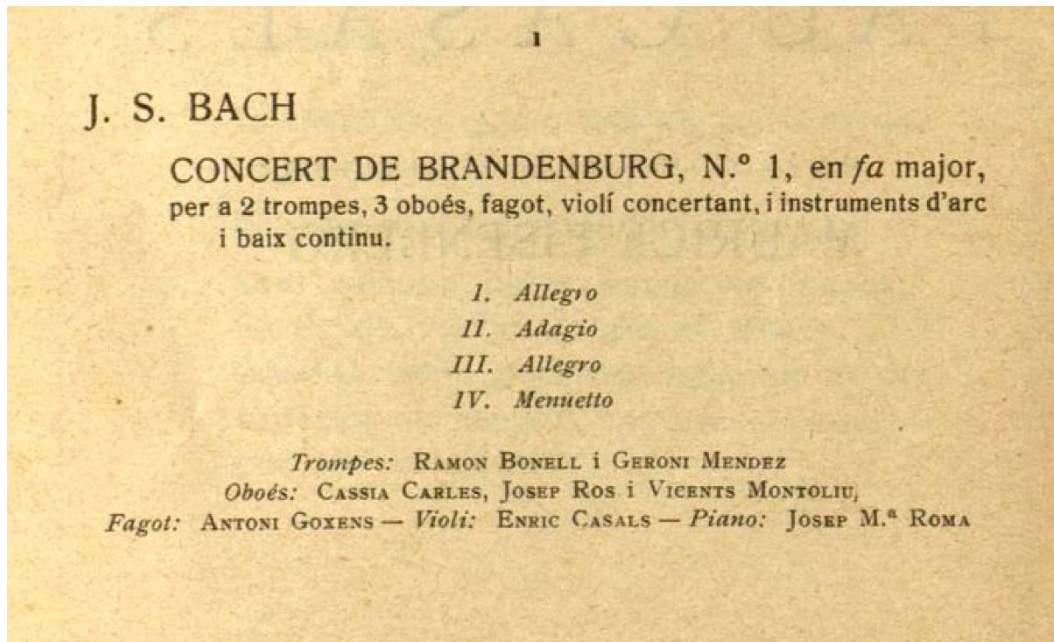 1
J. S. BACH
CONCERT DE BRANDENBURG, N.º 1, en fa major,
per a 2 trompes, 3 oboés, fagot, violí concertant, i instruments d'arc
i baix continu.
I. Allegro
II. Adagio
III. Allegro
IV. Menuetto
Trompes: RAMON BONELL i GERONI MENDEZ
Oboés: CASSIA CARLES, JOSEP ROS i VICENTS MONTOLIU,
Fagot: ANTONI GOXENS — Violi: ENRIC CASALS — Piano: JOSEP M.ª ROMA